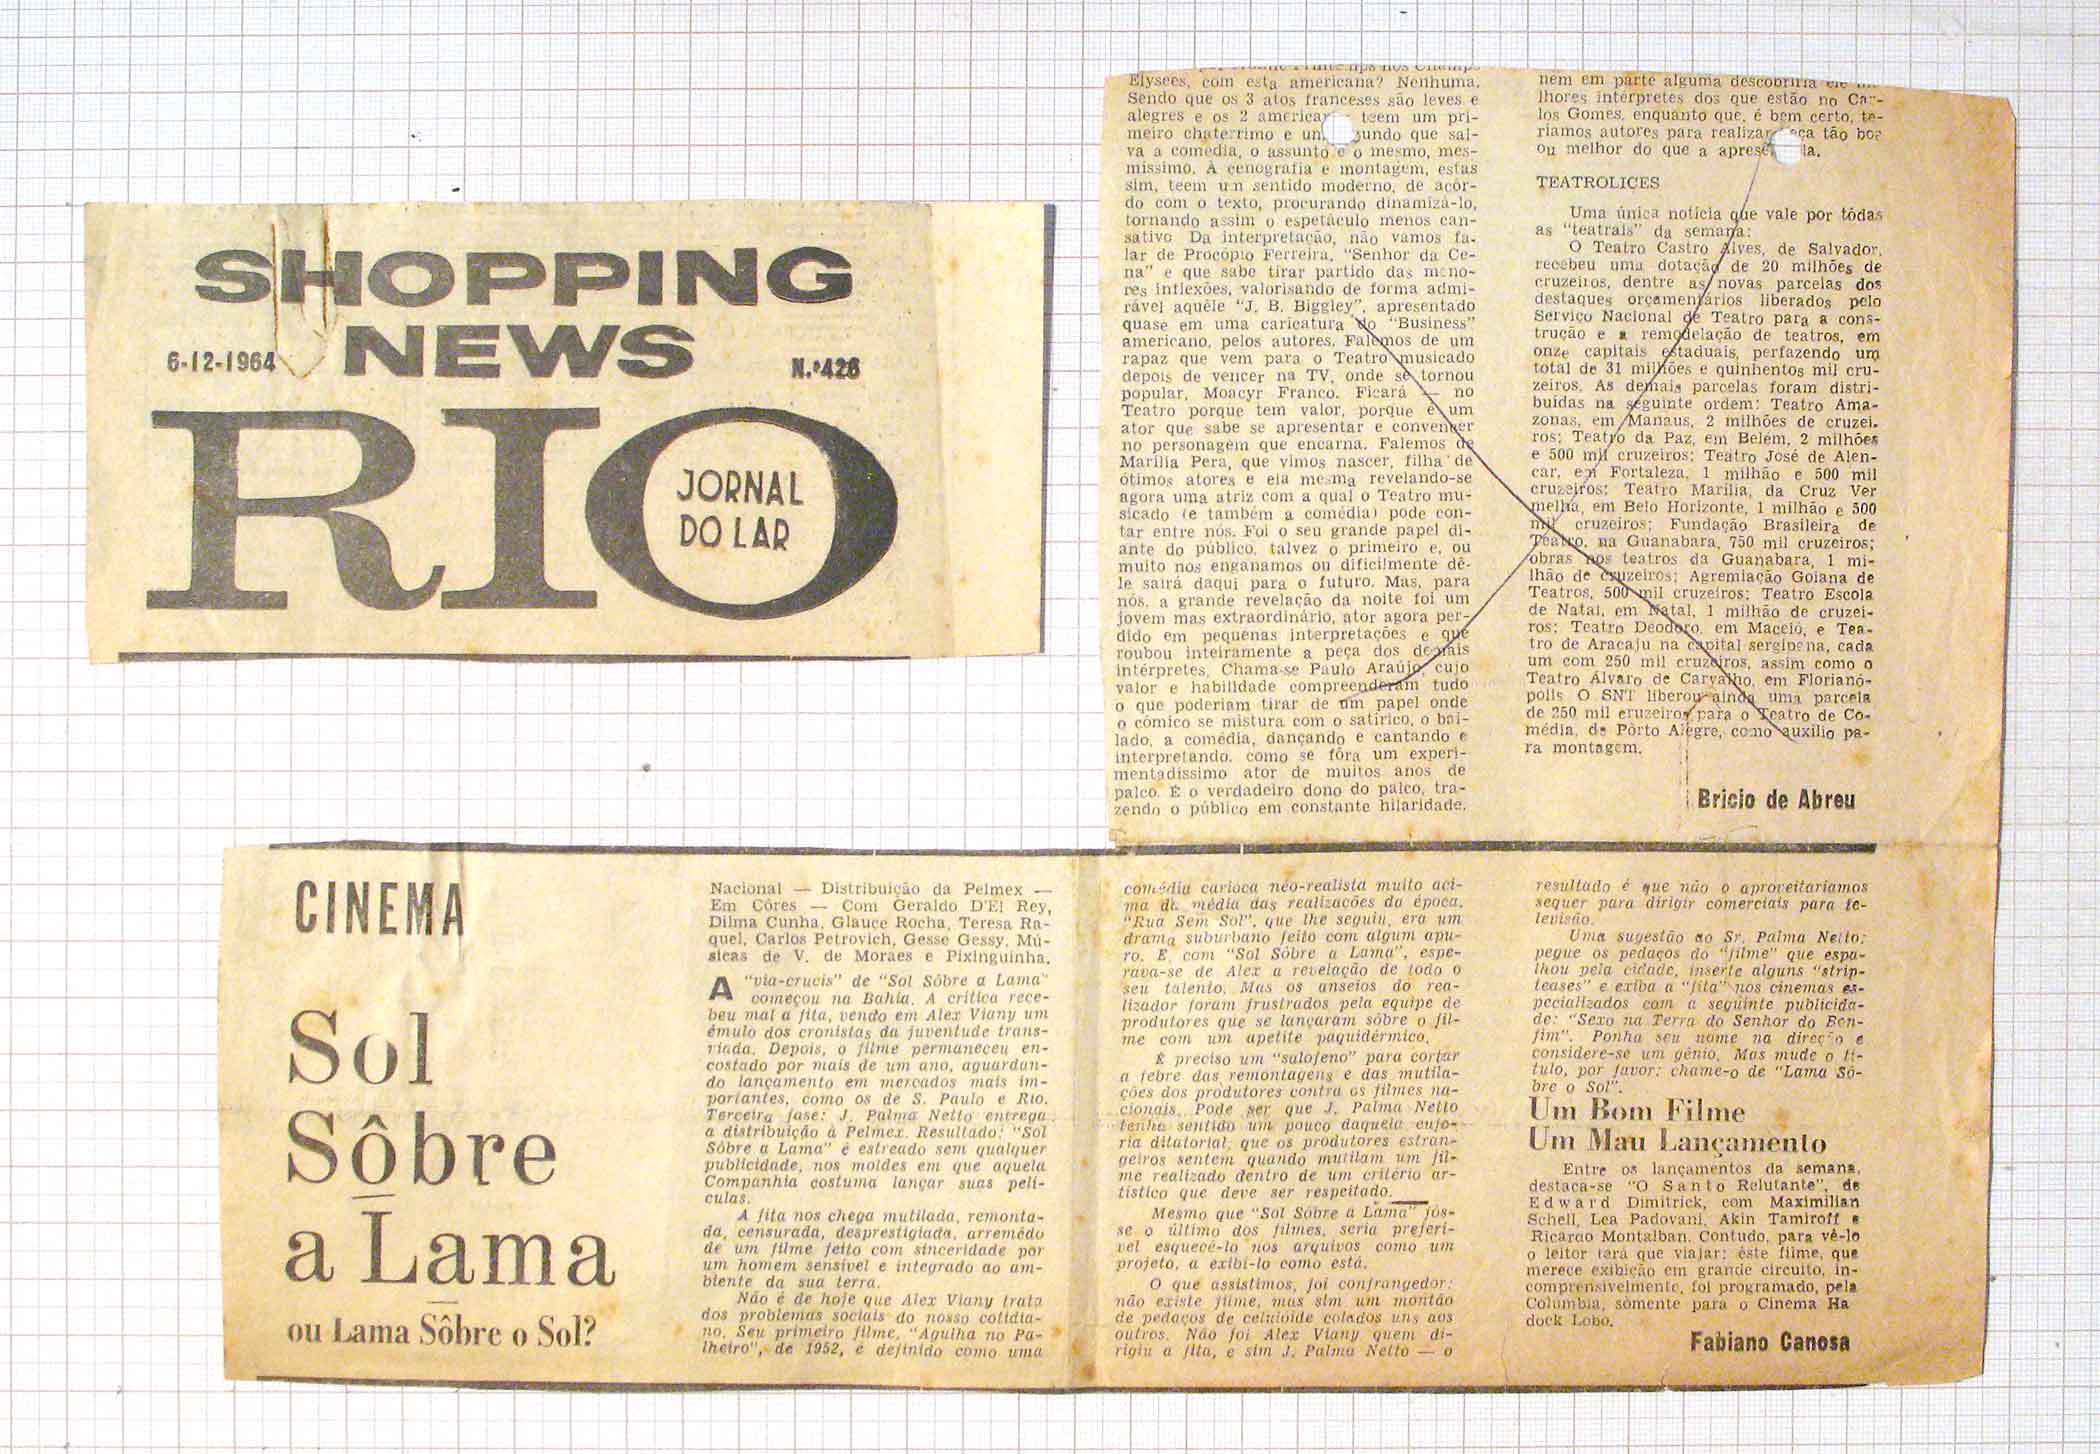 SHOPPING
NEWS
6-12-1964
N.º 426
RIO
JORNAL
DO LAR
Elysees, com esta americana? Nenhuma.
Sendo que os 3 atos franceses são leves e
alegres e os 2 teem um pri-
meiro chaterrimo e que sal-
va a comédia, o assunto é o mesmo, mes-
missimo. A cenografia e montagem, estas
sim, teem um sentido moderno, de acôr-
do com o texto, procurando dinamizá-lo,
tornando assim o espetáculo menos can-
sativo Da interpretação, não vamos fa-
lar de Procópio Ferreira, "Senhor da Ce-
na" e que sabe tirar partido das meno-
res inflexões, valorisando de forma admi-
rável aquêle "J. B. Biggley", apresentado
quase em uma caricatura do "Business"
americano, pelos autores. Falemos de um
rapaz que vem para o Teatro musicado
depois de vencer na TV, onde se tornou
popular, Moacyr Franco. Ficará — no
Teatro porque tem valor, porque é um
ator que sabe se apresentar e convencer
no personagem que encarna. Falemos de
Marilia Pera, que vimos nascer, filha de
ótimos atores e ela mesma revelando-se
agora uma atriz com a qual o Teatro mu-
sicado (e também a comédia) pode con-
tar entre nós. Foi o seu grande papel di-
ante do público, talvez o primeiro e, ou
muito nos enganamos ou dificilmente dê-
le sairá daqui para o futuro. Mas, para
nós, a grande revelação da noite foi um
jovem mas extraordinário, ator agora per-
dido em pequenas interpretações e que
roubou inteiramente a peça dos demais
intérpretes. Chama-se Paulo Araújo, cujo
valor e habilidade compreenderam tudo
o que poderiam tirar de um papel onde
o cômico se mistura com o satírico, o bai-
lado, a comédia, dançando e cantando e
interpretando, como se fôra um experi-
mentadissimo ator de muitos anos de
palco. É o verdadeiro dono do palco, tra-
zendo o público em constante hilaridade.
nem em parte alguma descobriria
lhores intérpretes dos que estão no Car-
los Gomes, enquanto que, é bem certo, te-
riamos autores para realizar tão boa
ou melhor do que a
TEATROLICES
Uma única notícia que vale por tôdas
as "teatrais" da semana:
O Teatro Castro Alves, de Salvador,
recebeu uma dotação de 20 milhões de
cruzeiros, dentre as novas parcelas dos
destaques orçamentários liberados pelo
Serviço Nacional de Teatro para a cons-
trução e a remodelação de teatros, em
onze capitais estaduais, perfazendo um
total de 31 milhões e quinhentos mil cru-
zeiros. As demais parcelas foram distri-
buídas na seguinte ordem: Teatro Ama-
zonas, em Manaus, 2 milhões de cruzei-
ros; Teatro da Paz, em Belém, 2 milhões
e 500 mil cruzeiros; Teatro José de Alen-
car, em Fortaleza, 1 milhão e 500 mil
cruzeiros; Teatro Marília, da Cruz Ver
melha, em Belo Horizonte, 1 milhão e 500
mil cruzeiros; Fundação Brasileira de
Teatro, na Guanabara, 750 mil cruzeiros;
obras nos teatros da Guanabara, 1 mi-
lhão de cruzeiros; Agremiação Goiana de
Teatros, 500 mil cruzeiros; Teatro Escola
de Natal, em Natal, 1 milhão de cruzei-
ros; Teatro Deodoro, em Maceió, e Tea-
tro de Aracaju na capital sergipena, cada
um com 250 mil cruzeiros, assim como o
Teatro Álvaro de Carvalho, em Florianó-
polis O SNT liberou ainda uma parcela
de 250 mil cruzeiros para o Teatro de Co-
média, de Pôrto Alegre, como auxilio pa-
ra montagem.
Bricio de Abreu
CINEMA
Sol
Sôbre
a Lama
ou Lama Sôbre o Sol?
Nacional — Distribuição da Pelmex —
Em Côres — Com Geraldo D'El Rey,
Dilma Cunha, Glauce Rocha, Teresa Ra-
quel, Carlos Petrovich, Gesse Gessy. Mú-
sicas de V. de Moraes e Pixinguinha.
A "via-crucis" de "Sol Sôbre a Lama"
começou na Bahia. A crítica rece-
beu mal a fita, vendo em Alex Viany um
êmulo dos cronistas da juventude trans-
viada. Depois, o filme permaneceu en-
costado por mais de um ano, aguardan-
do lançamento em mercados mais im-
portantes, como os de S. Paulo e Rio.
Terceira fase: J. Palma Netto entrega
a distribuição à Pelmex. Resultado: "Sol
Sôbre a Lama" é estreado sem qualquer
publicidade, nos moldes em que aquela
Companhia costuma lançar suas pelí-
culas.
A fita nos chega mutilada, remonta-
da, censurada, desprestigiada, arremêdo
de um filme feito com sinceridade por
um homem sensível e integrado ao am-
biente da sua terra.
Não é de hoje que Alex Viany trata
dos problemas sociais do nosso cotidia-
no. Seu primeiro filme, "Agulha no Pa-
lheiro", de 1952, é definido como uma
comédia carioca néo-realista muito aci-
ma da média das realizações da época.
"Rua Sem Sol", que lhe seguiu, era um
drama suburbano feito com algum apu-
ro. E com "Sol Sôbre a Lama", espe-
rava-se de Alex a revelação de todo o
seu talento. Mas os anseios do rea-
lizador foram frustrados pela equipe de
produtores que se lançaram sôbre o fil-
me com um apetite paquidérmico.
É preciso um "salofeno" para cortar
a febre das remontagens e das mutila-
ções dos produtores contra os filmes na-
cionais. Pode ser que J. Palma Netto
tenha sentido um pouco daquela eufo-
ria ditatorial, que os produtores estran-
geiros sentem quando mutilam um fil-
me realizado dentro de um critério ar-
tístico que deve ser respeitado.
Mesmo que "Sol Sôbre a Lama" fôs-
se o último dos filmes, seria preferí-
vel esquecê-lo nos arquivos como um
projeto, a exibi-lo como está.
O que assistimos, foi confrangedor:
não existe filme, mas sim um montão
de pedaços de celulóide colados uns aos
outros. Não foi Alex Viany quem di-
rigiu a fita, e sim J. Palma Netto — o
resultado é que não o aproveitaríamos
sequer para dirigir comerciais para te-
levisão.
Uma sugestão ao Sr. Palma Netto:
pegue os pedaços do "filme" que espa-
lhou pela cidade, inserte alguns "strip-
teases" e exiba a "fita" nos cinemas es-
pecializados com a seguinte publicida-
de: "Sexo na Terra do Senhor do Bon-
fim". Ponha seu nome na direção e
considere-se um gênio. Mas mude o tí-
tulo, por favor: chame-o de "Lama Sô-
bre o Sol".
Um Bom Filme
Um Mau Lançamento
Entre os lançamentos da semana,
destaca-se "O Santo Relutante", de
Edward Dimitrick, com Maximilian
Schell, Lea Padovani, Akin Tamiroff e
Ricardo Montalban. Contudo, para vê-lo
o leitor terá que viajar: êste filme, que
merece exibição em grande circuito, in-
comprensivelmente, foi programado, pela
Columbia, sòmente para o Cinema Ha
dock Lobo.
Fabiano Canosa